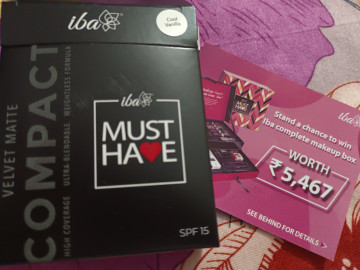 iba
Cool
Vanilla
VELVET MATTE
COMPACT
HIGH COVERAGE ULTRA BLENDABLE WEIGHTLESS FORMULA
iba
MUST
HAVE
SPF 15
iba
Stand a chance to win
Iba complete makeup box
WORTH
₹ 5,467
SEE BEHIND FOR DETAILS >